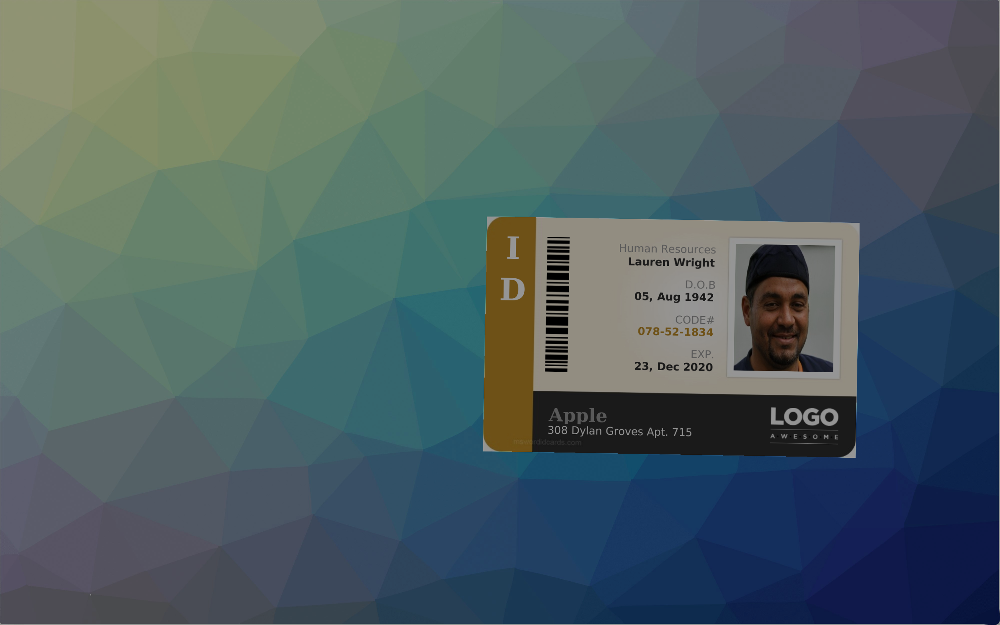 I
D
Human Resources
Lauren Wright
D.O.B
05, Aug 1942
CODE#
078-52-1834
EXP.
23, Dec 2020
Apple
308 Dylan Groves Apt. 715
LOGO
AWESOME